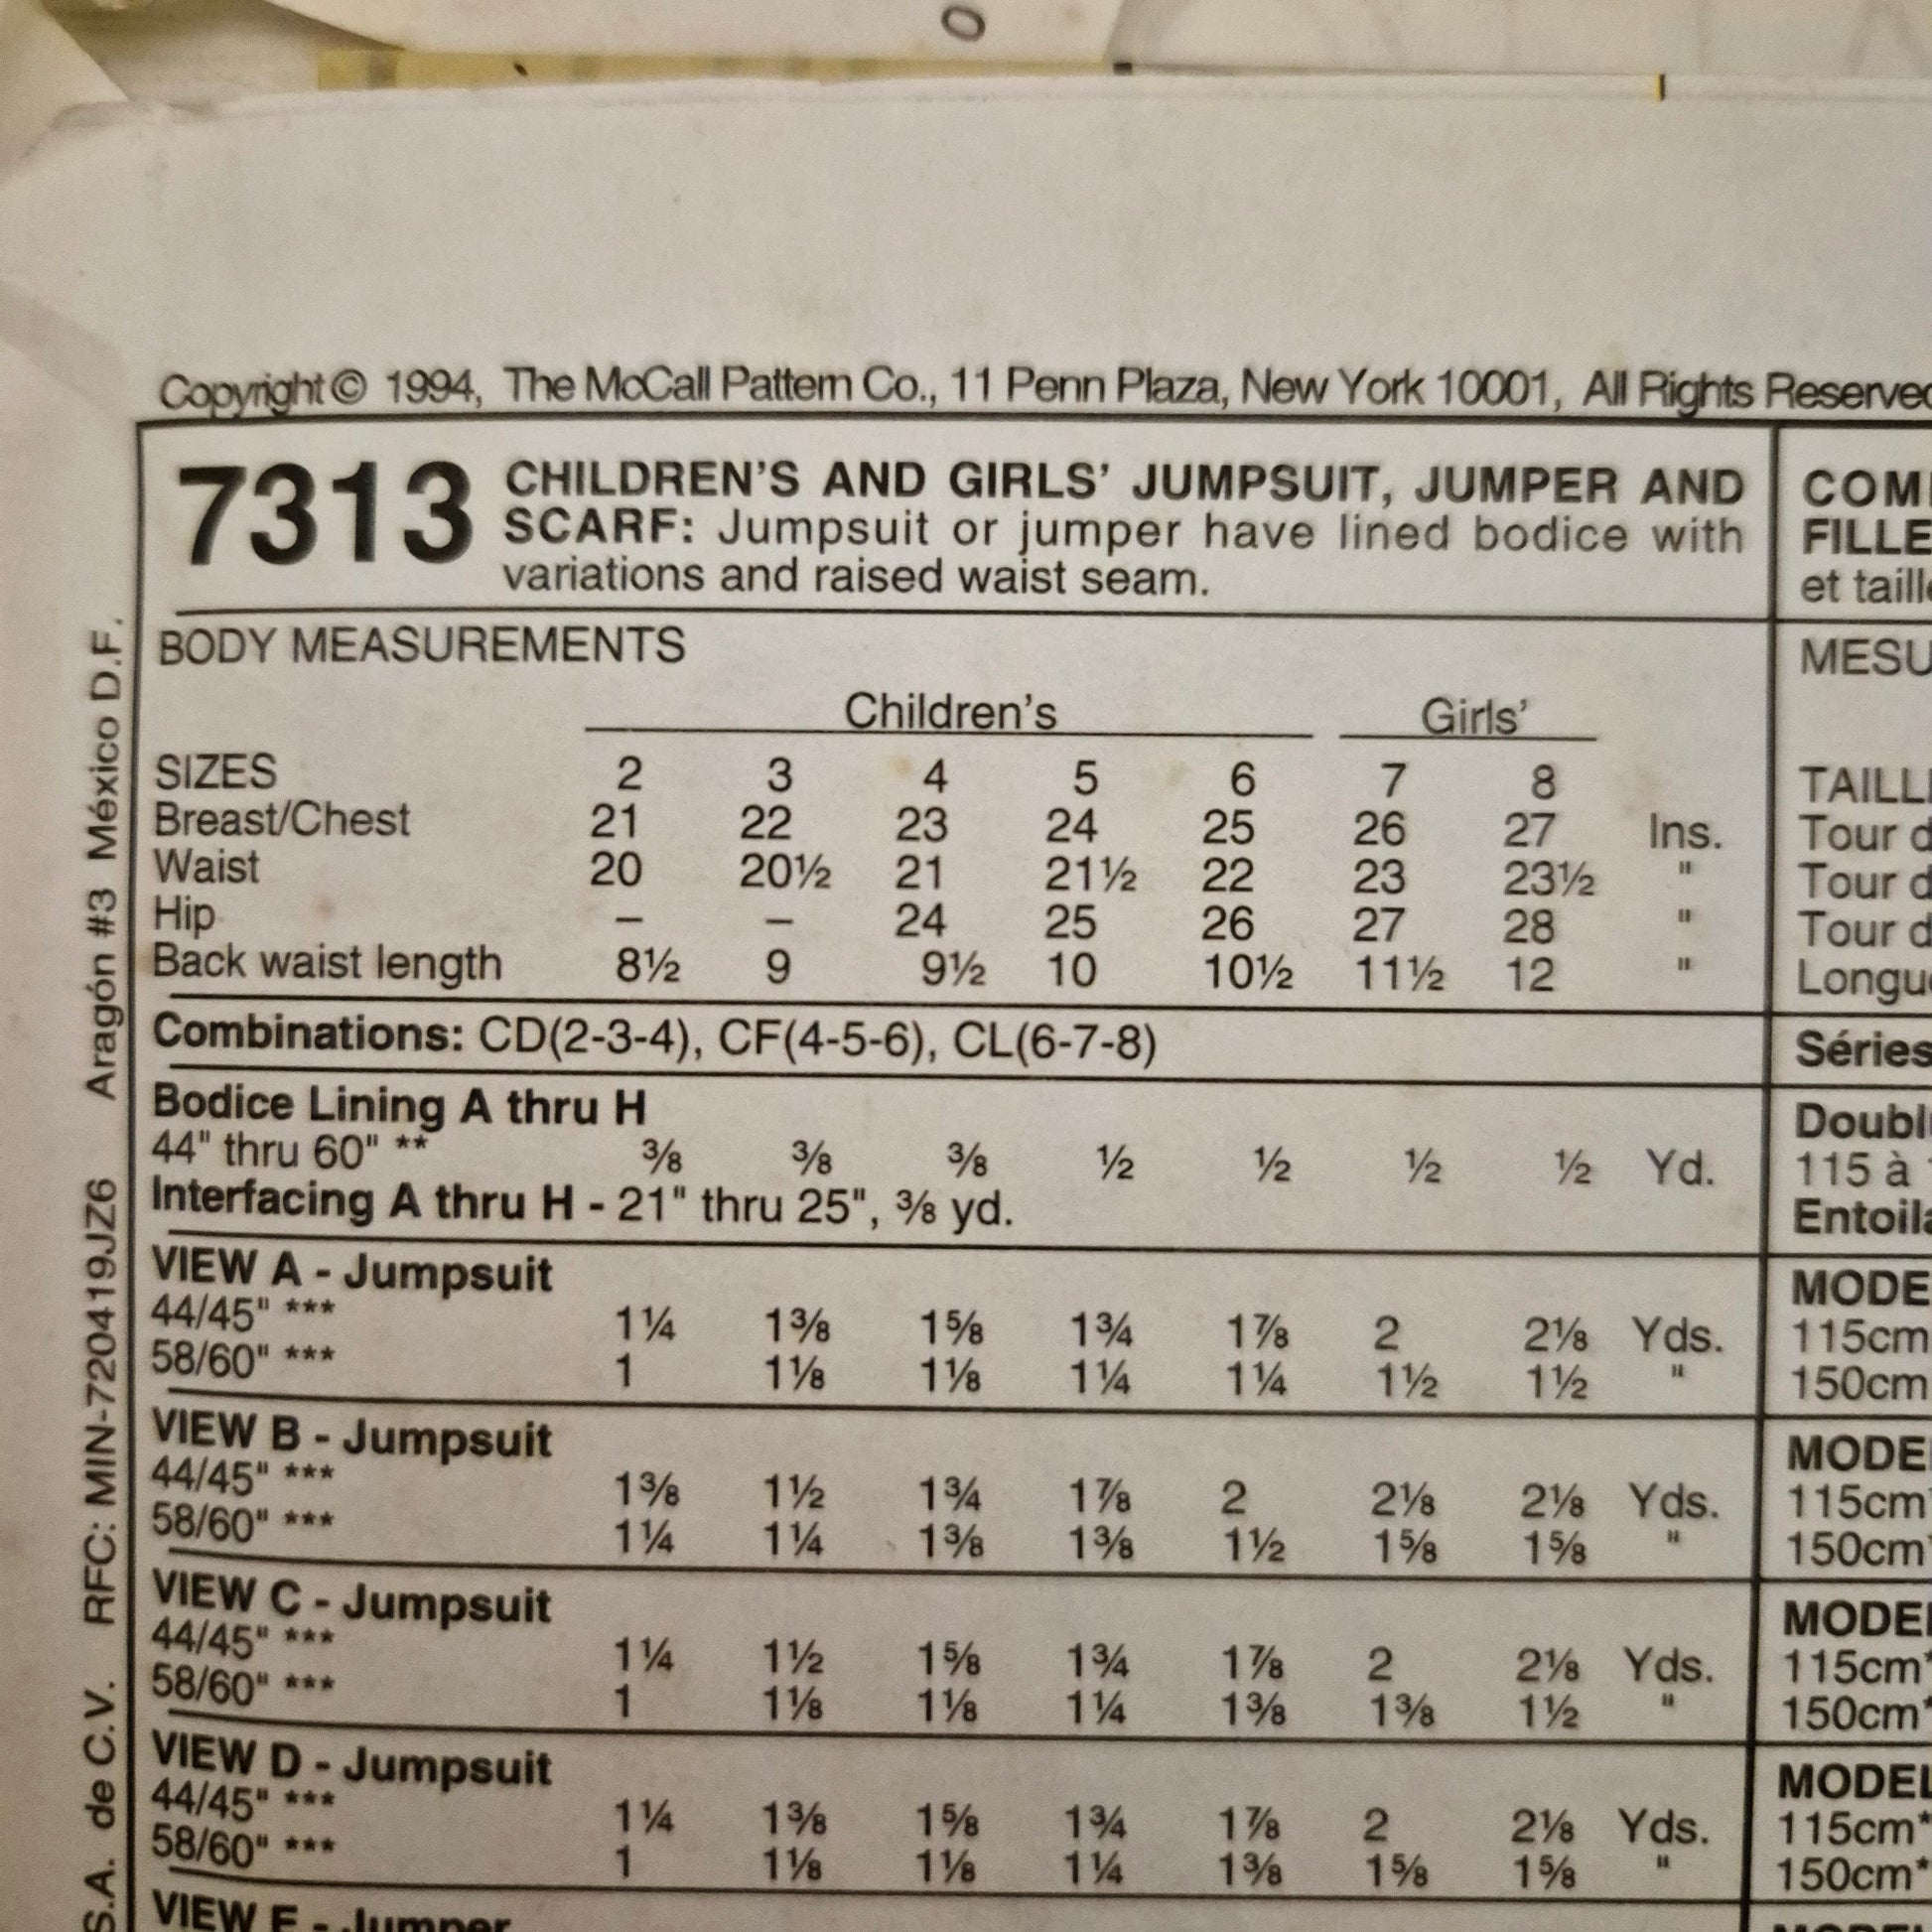 Copyright © 1994, The McCall Pattern Co., 11 Penn Plaza, New York 10001, All Rights
7313 CHILDREN'S AND GIRLS' JUMPSUIT, JUMPER AND
SCARF: Jumpsuit or jumper have lined bodice with
variations and raised waist seam.
BODY MEASUREMENTS
Children's Girls'
SIZES 2 3 4 5 6 7 8
Breast/Chest 21 22 23 24 25 26 27 Ins.
Waist 20 20½ 21 21½ 22 23 23½ "
Hip – – 24 25 26 27 28 "
Back waist length 8½ 9 9½ 10 10½ 11½ 12 "
Combinations: CD(2-3-4), CF(4-5-6), CL(6-7-8)
Bodice Lining A thru H
44" thru 60" ** ⅜ ⅜ ⅜ ½ ½ ½ ½ Yd.
Interfacing A thru H - 21" thru 25", ⅜ yd.
VIEW A - Jumpsuit
44/45" *** 1¼ 1⅜ 1⅝ 1¾ 1⅞ 2 2⅛ Yds.
58/60" *** 1 1⅛ 1⅛ 1¼ 1¼ 1½ 1½ "
VIEW B - Jumpsuit
44/45" *** 1⅜ 1½ 1¾ 1⅞ 2 2⅛ 2⅛ Yds.
58/60" *** 1¼ 1¼ 1⅜ 1⅜ 1½ 1⅝ 1⅝ "
VIEW C - Jumpsuit
44/45" *** 1¼ 1½ 1⅝ 1¾ 1⅞ 2 2⅛ Yds.
58/60" *** 1 1⅛ 1⅛ 1¼ 1⅜ 1⅜ 1½ "
VIEW D - Jumpsuit
44/45" *** 1¼ 1⅜ 1⅝ 1¾ 1⅞ 2 2⅛ Yds.
58/60" *** 1 1⅛ 1⅛ 1¼ 1⅜ 1⅝ 1⅝ "
VIEW E - Jumper
et
Tour
Tour
Tour
Séries
115 à
115cm
150cm
115cm
150cm
115cm*
150cm*
115cm*
150cm*
S.A. de C.V. RFC: MIN-720419JZ6 Aragón #3 México D.F.